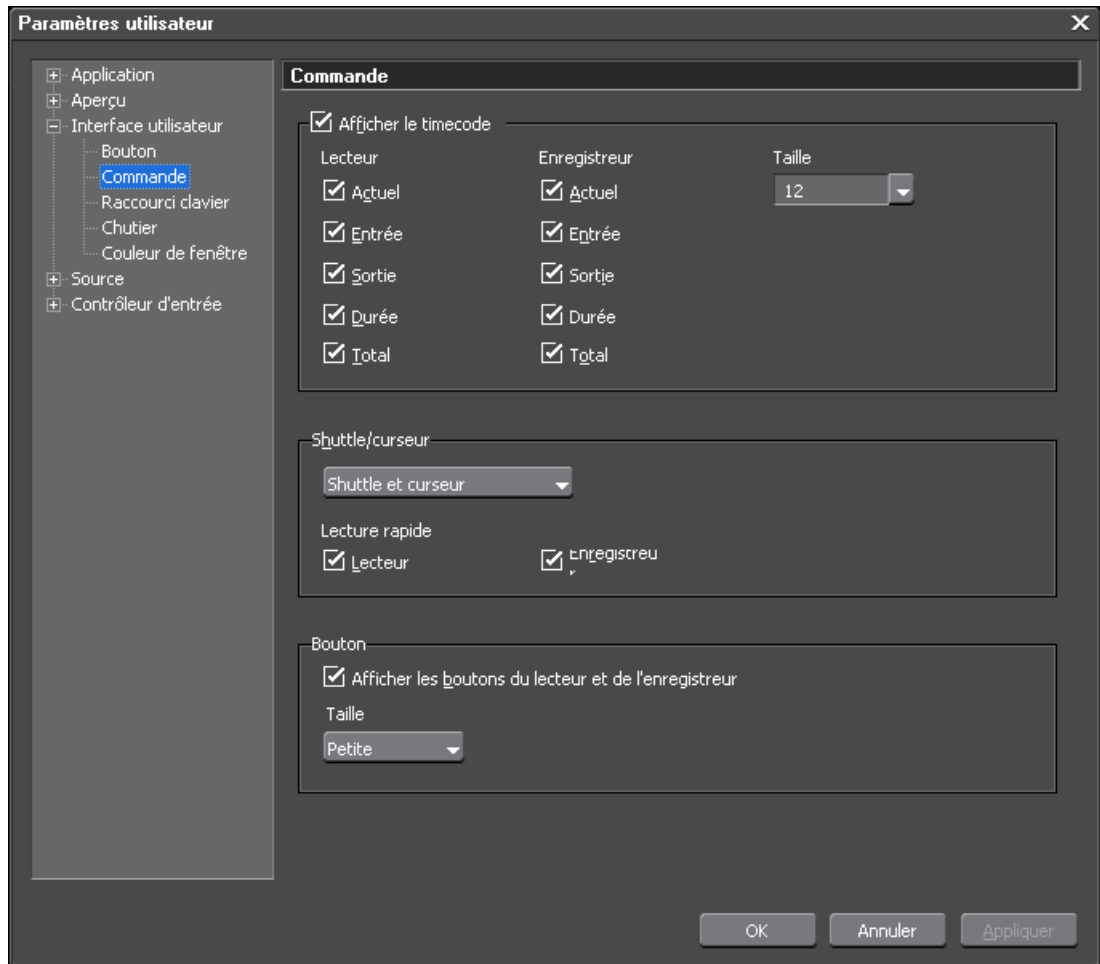 Paramètres utilisateur
Application
Aperçu
Interface utilisateur
Bouton
Commande
Raccourci clavier
Chutier
Couleur de fenêtre
Source
Contrôleur d'entrée
Commande
Afficher le timecode
Lecteur Enregistreur Taille
Actuel Actuel 12
Entrée Entrée
Sortie Sortie
Durée Durée
Total Total
Shuttle/curseur
Shuttle et curseur
Lecture rapide
Lecteur Enregistreu
r
Bouton
Afficher les boutons du lecteur et de l'enregistreur
Taille
Petite
OK Annuler Appliquer